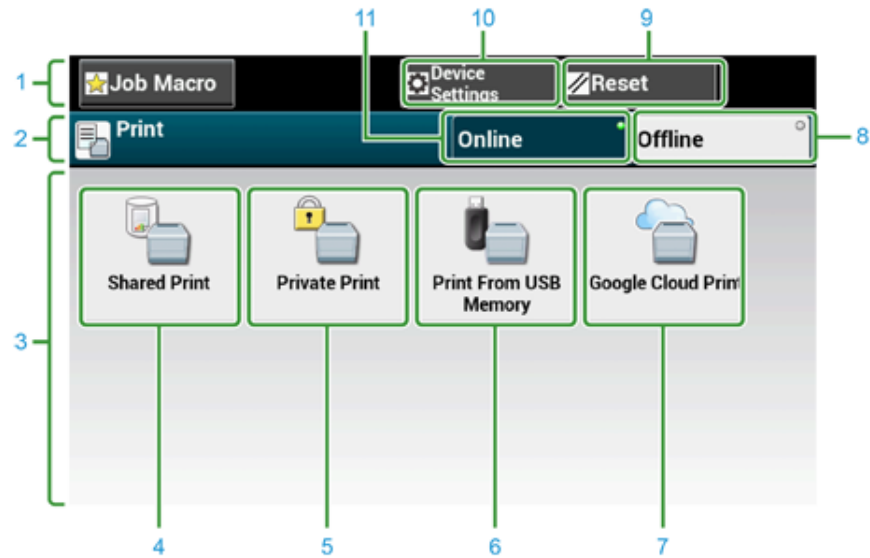 11
10
9
1
Job Macro
Device
Settings
Reset
2
Print
Online
Offline
8
Shared Print
Private Print
Print From USB
Memory
Google Cloud Print
3
4
5
6
7